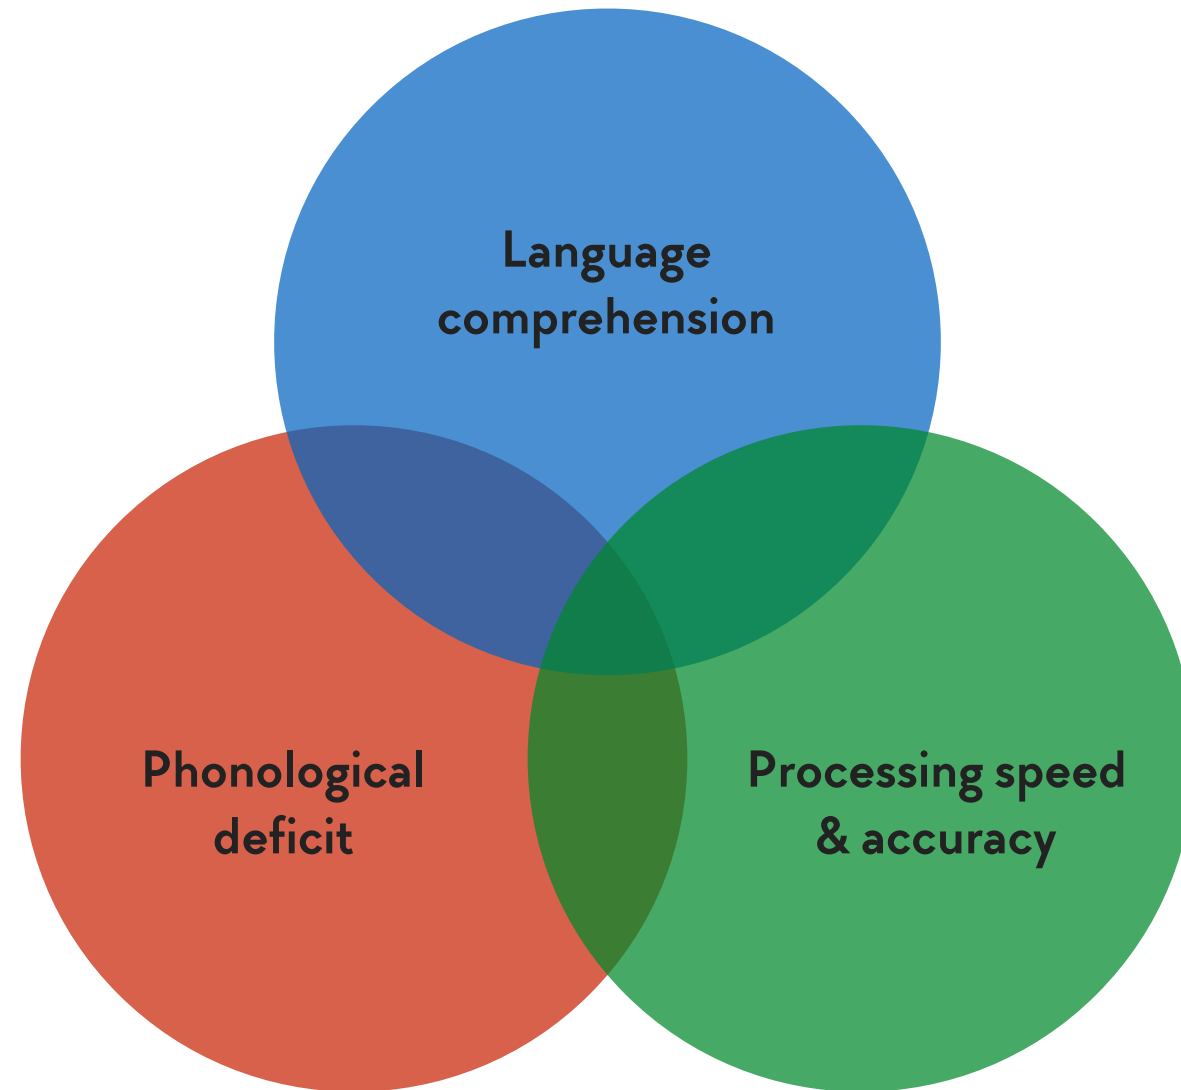 Language
comprehension
Phonological
deficit
Processing speed
& accuracy